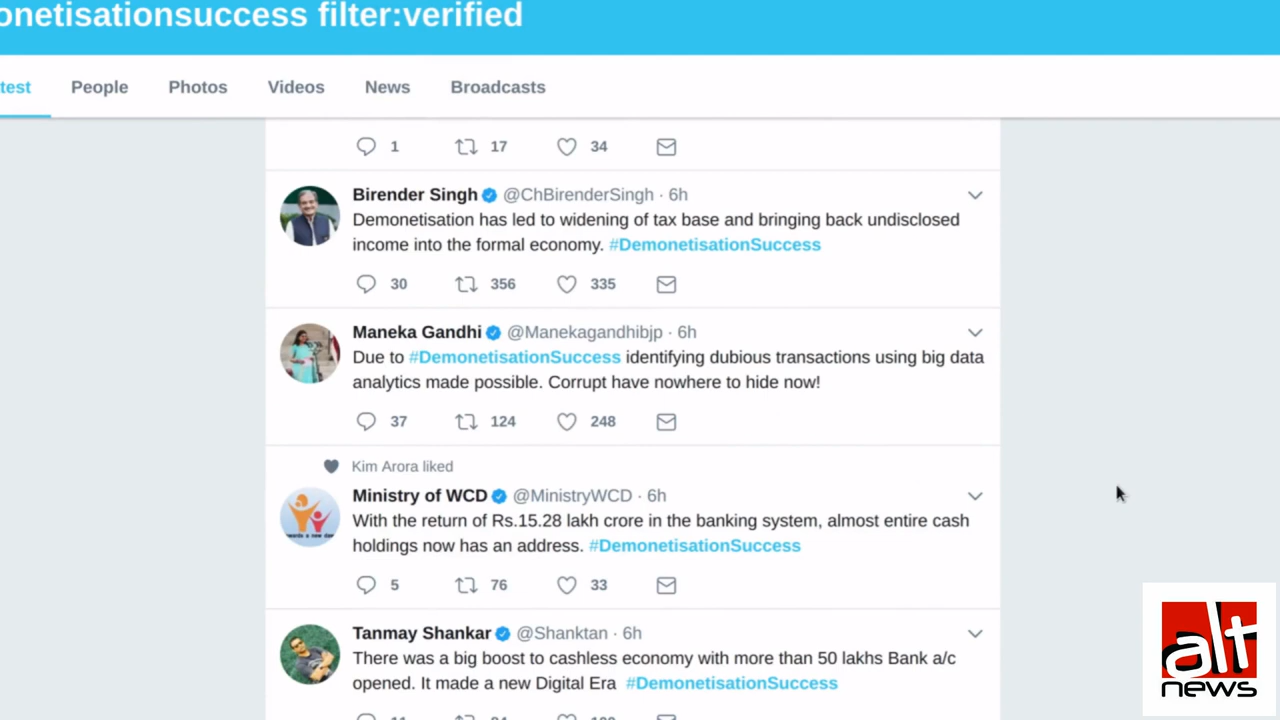 onetisationsuccess filter:verified
test People Photos Videos News Broadcasts
1 17 34
Birender Singh @ChBirenderSingh · 6h
Demonetisation has led to widening of tax base and bringing back undisclosed
income into the formal economy. #DemonetisationSuccess
30 356 335
Maneka Gandhi @Manekagandhibjp · 6h
Due to #DemonetisationSuccess identifying dubious transactions using big data
analytics made possible. Corrupt have nowhere to hide now!
37 124 248
Kim Arora liked
Ministry of WCD @MinistryWCD · 6h
With the return of Rs.15.28 lakh crore in the banking system, almost entire cash
holdings now has an address. #DemonetisationSuccess
5 76 33
Tanmay Shankar @Shanktan · 6h
There was a big boost to cashless economy with more than 50 lakhs Bank a/c
opened. It made a new Digital Era #DemonetisationSuccess
alt
news